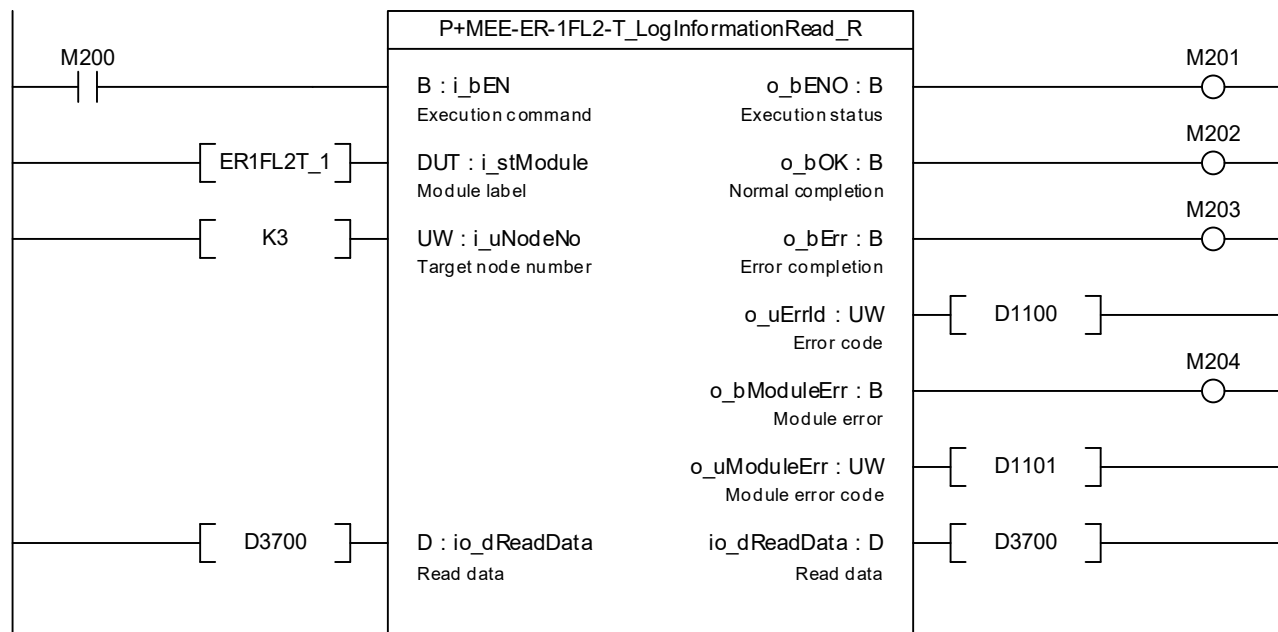 P+MEE-ER-1FL2-T_LogInformationRead_R
M200
M201
B : i_bEN
o_bENO : B
Execution command
Execution status
M202
ER1FL2T_1
DUT : i_stModule
o_bOK : B
Module label
Normal completion
M203
K3
UW : i_uNodeNo
o_bErr : B
Target node number
Error completion
o_uErrId : UW
D1100
Error code
M204
o_bModuleErr : B
Module error
o_uModuleErr : UW
D1101
Module error code
D3700
D : io_dReadData
io_dReadData : D
D3700
Read data
Read data